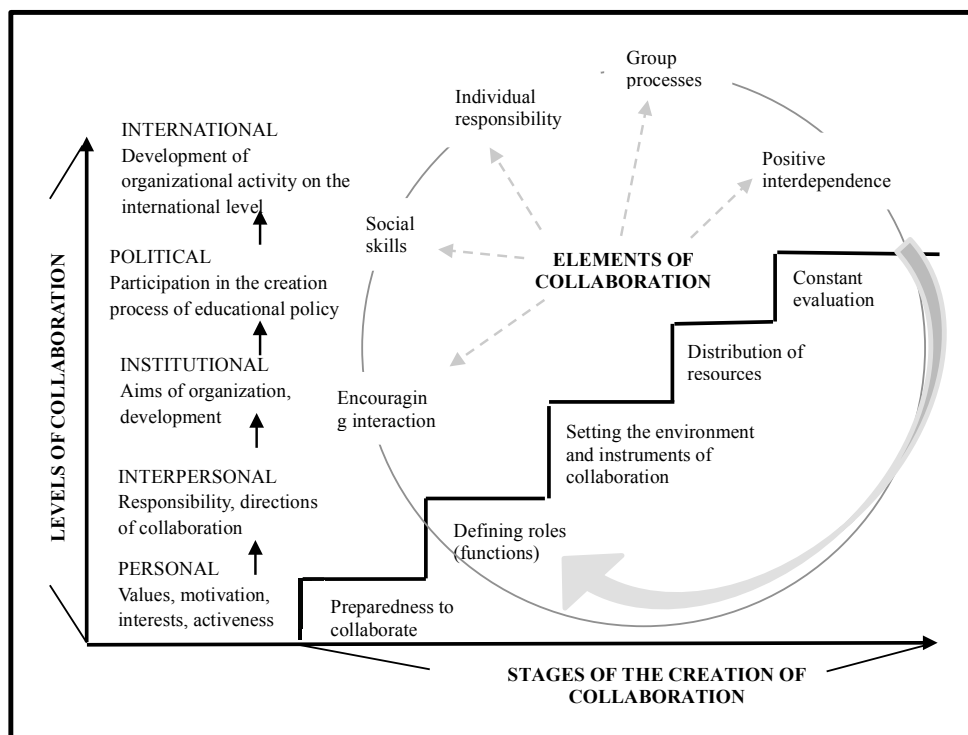 Group
processes
Individual
responsibility
INTERNATIONAL
Development of
organizational activity on the
international level
Positive
interdependence
Social
skills
POLITICAL
Participation in the creation
process of educational policy
ELEMENTS OF
COLLABORATION
Constant
evaluation
LEVELS OF COLLABORATION
INSTITUTIONAL
Aims of organization,
development
Distribution of
resources
Encouragin
g interaction
Setting the environment
and instruments of
collaboration
INTERPERSONAL
Responsibility, directions
of collaboration
Defining roles
(functions)
PERSONAL
Values, motivation,
interests, activeness
Preparedness to
collaborate
STAGES OF THE CREATION OF
COLLABORATION